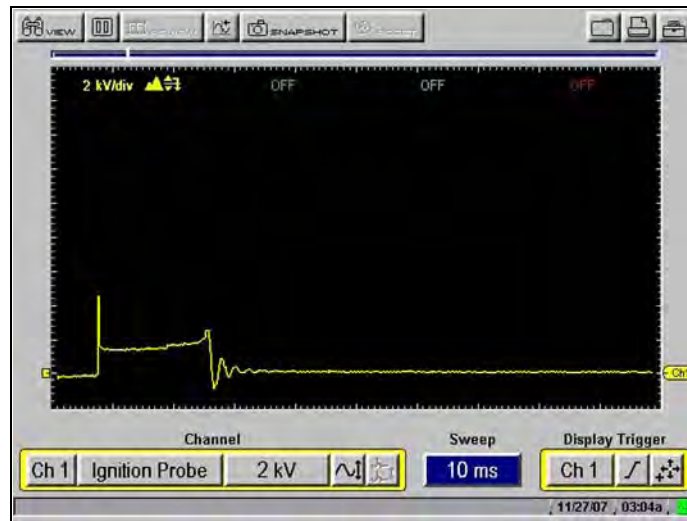 VIEW SNAPSHOT
2 kV/div OFF OFF OFF
Ch1
Channel Sweep Display Trigger
Ch 1 Ignition Probe 2 kV 10 ms Ch 1
11/27/07 03:04a